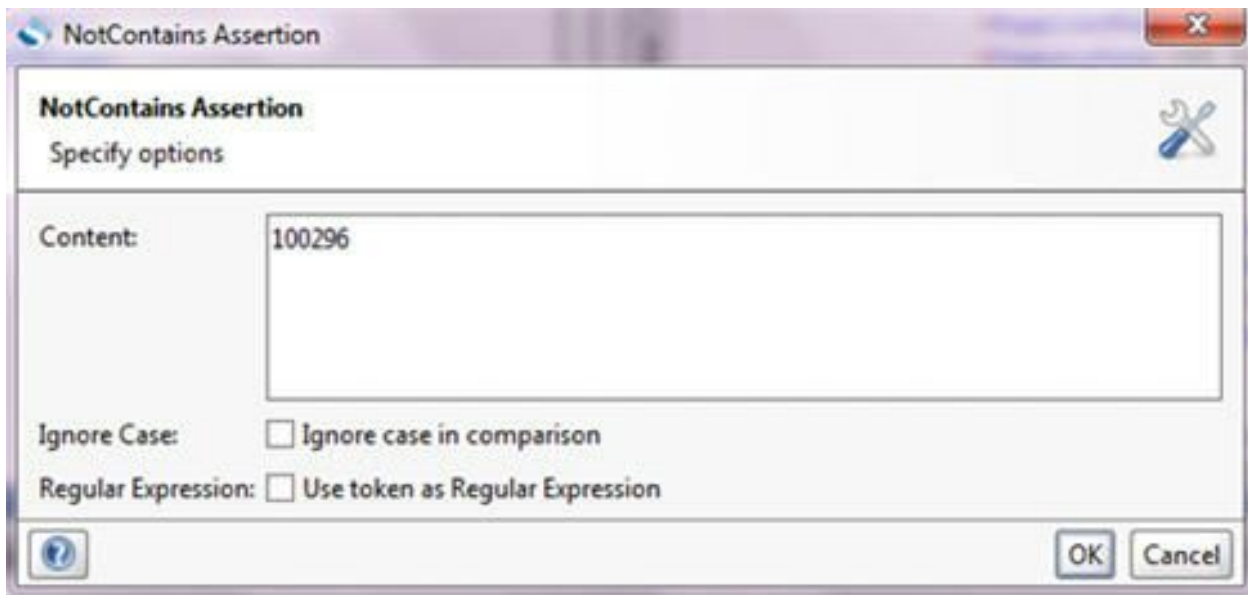 NotContains Assertion
NotContains Assertion
Specify options
Content:
100296
Ignore Case: Ignore case in comparison
Regular Expression: Use token as Regular Expression
OK Cancel